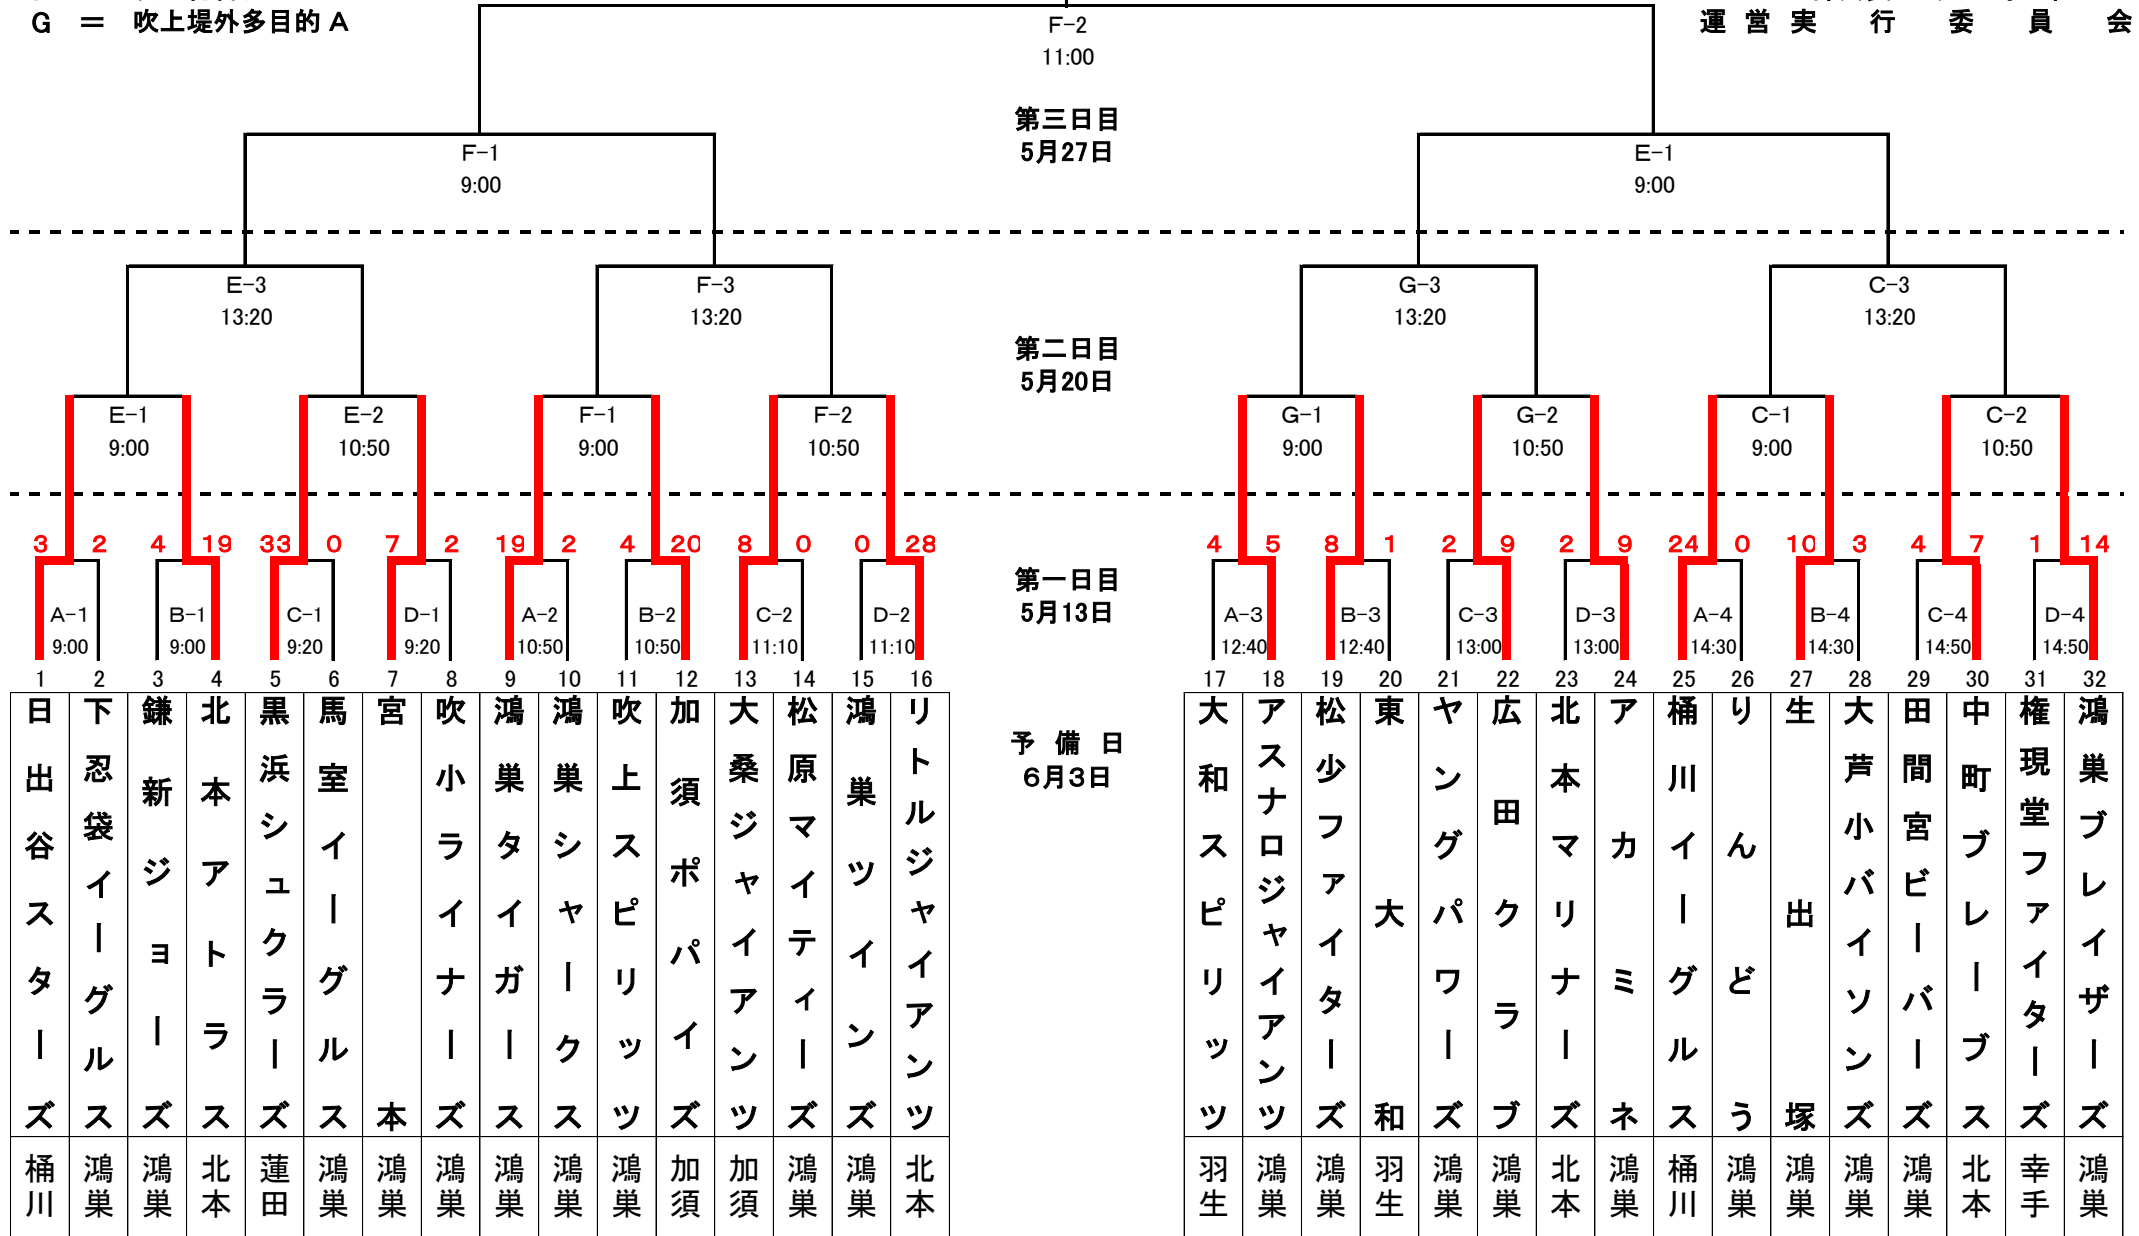 G = 吹上堤外多目的 A
運営実行委員会
F-2
11:00
第三日目
5月27日
F-1
9:00
E-1
9:00
E-3
13:20
F-3
13:20
G-3
13:20
C-3
13:20
第二日目
5月20日
E-1
9:00
E-2
10:50
F-1
9:00
F-2
10:50
G-1
9:00
G-2
10:50
C-1
9:00
C-2
10:50
3 2 4 19 33 0 7 2 19 2 4 20 8 0 0 28
4 5 8 1 2 9 2 9 24 0 10 3 4 7 1 14
第一日目
5月13日
A-1
9:00
B-1
9:00
C-1
9:20
D-1
9:20
A-2
10:50
B-2
10:50
C-2
11:10
D-2
11:10
A-3
12:40
B-3
12:40
C-3
13:00
D-3
13:00
A-4
14:30
B-4
14:30
C-4
14:50
D-4
14:50
1 2 3 4 5 6 7 8 9 10 11 12 13 14 15 16
17 18 19 20 21 22 23 24 25 26 27 28 29 30 31 32
予備日
6月3日
日出谷スターズ
下忍袋イーグルス
鎌新ジョーズ
北本アトラス
黒浜シュクラーズ
馬室イーグルス
宮本
吹小ライナーズ
鴻巣タイガース
鴻巣シャークス
吹上スピリッツ
加須ポパイズ
大桑ジャイアンツ
松原マイティーズ
鴻巣ツインズ
リトルジャイアンツ
大和スピリッツ
アスナロジャイアンツ
松少ファイターズ
東大和
ヤングパワーズ
広田クラブ
北本マリナーズ
アカミネ
桶川イーグルス
りんどう
生出塚
大芦小バイソンズ
田間宮ビーバーズ
中町ブレーブス
権現堂ファイターズ
鴻巣ブレイザーズ
桶川 鴻巣 鴻巣 北本 蓮田 鴻巣 鴻巣 鴻巣 鴻巣 鴻巣 鴻巣 加須 加須 鴻巣 鴻巣 北本
羽生 鴻巣 鴻巣 羽生 鴻巣 鴻巣 北本 鴻巣 桶川 鴻巣 鴻巣 鴻巣 鴻巣 北本 幸手 鴻巣